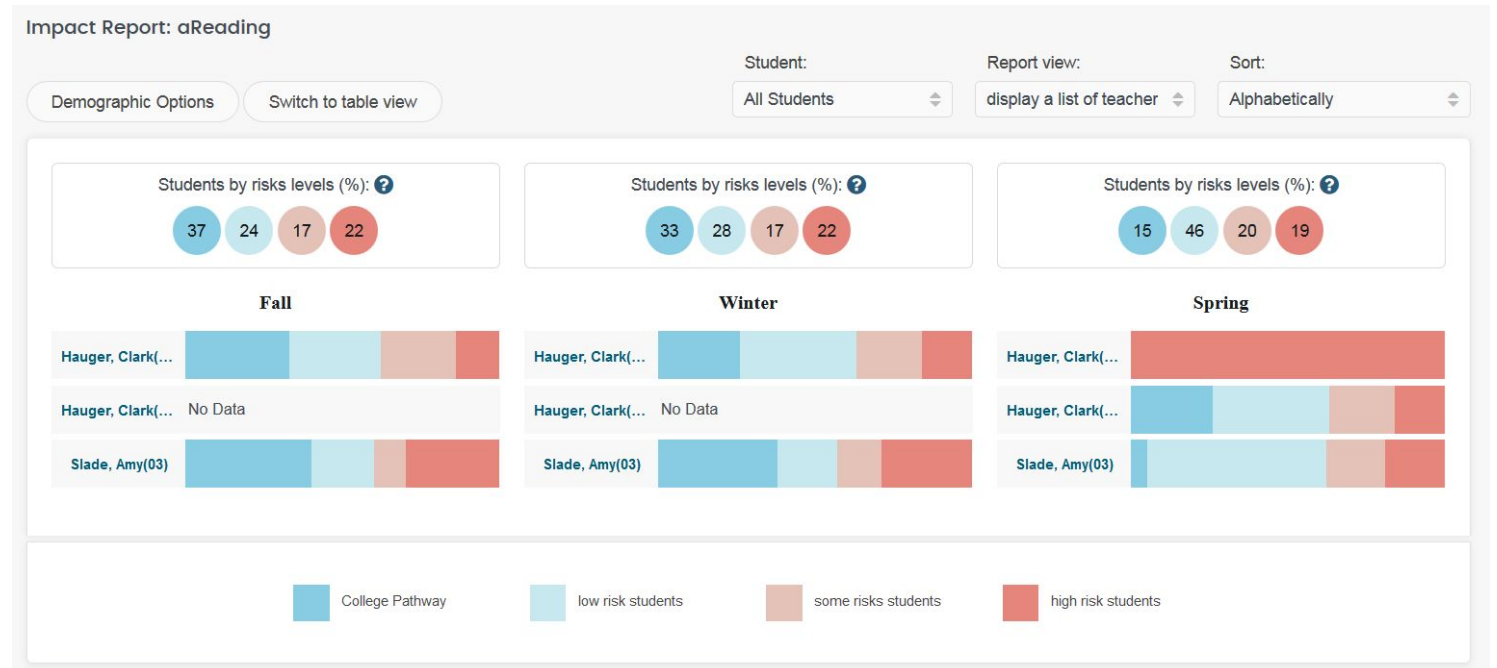 Impact Report: aReading
Student:
Report view:
Sort:
Demographic Options
Switch to table view
All Students
display a list of teacher
Alphabetically
Students by risks levels (%): ?
37 24 17 22
Students by risks levels (%): ?
33 28 17 22
Students by risks levels (%): ?
15 46 20 19
Fall
Winter
Spring
Hauger, Clark(...
Hauger, Clark(...
Hauger, Clark(...
Hauger, Clark(... No Data
Hauger, Clark(... No Data
Hauger, Clark(...
Slade, Amy(03)
Slade, Amy(03)
Slade, Amy(03)
College Pathway
low risk students
some risks students
high risk students